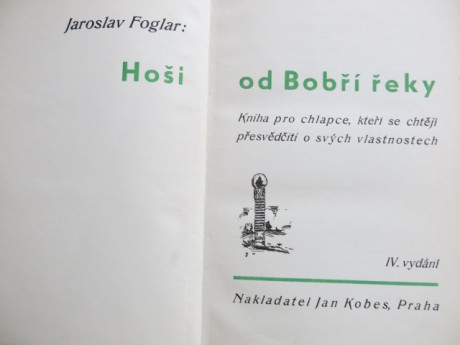 Jaroslav Foglar:
Hoši od Bobří řeky
Kniha pro chlapce, kteří se chtějí
přesvědčiti o svých vlastnostech
IV. vydání
Nakladatel Jan Kobes, Praha